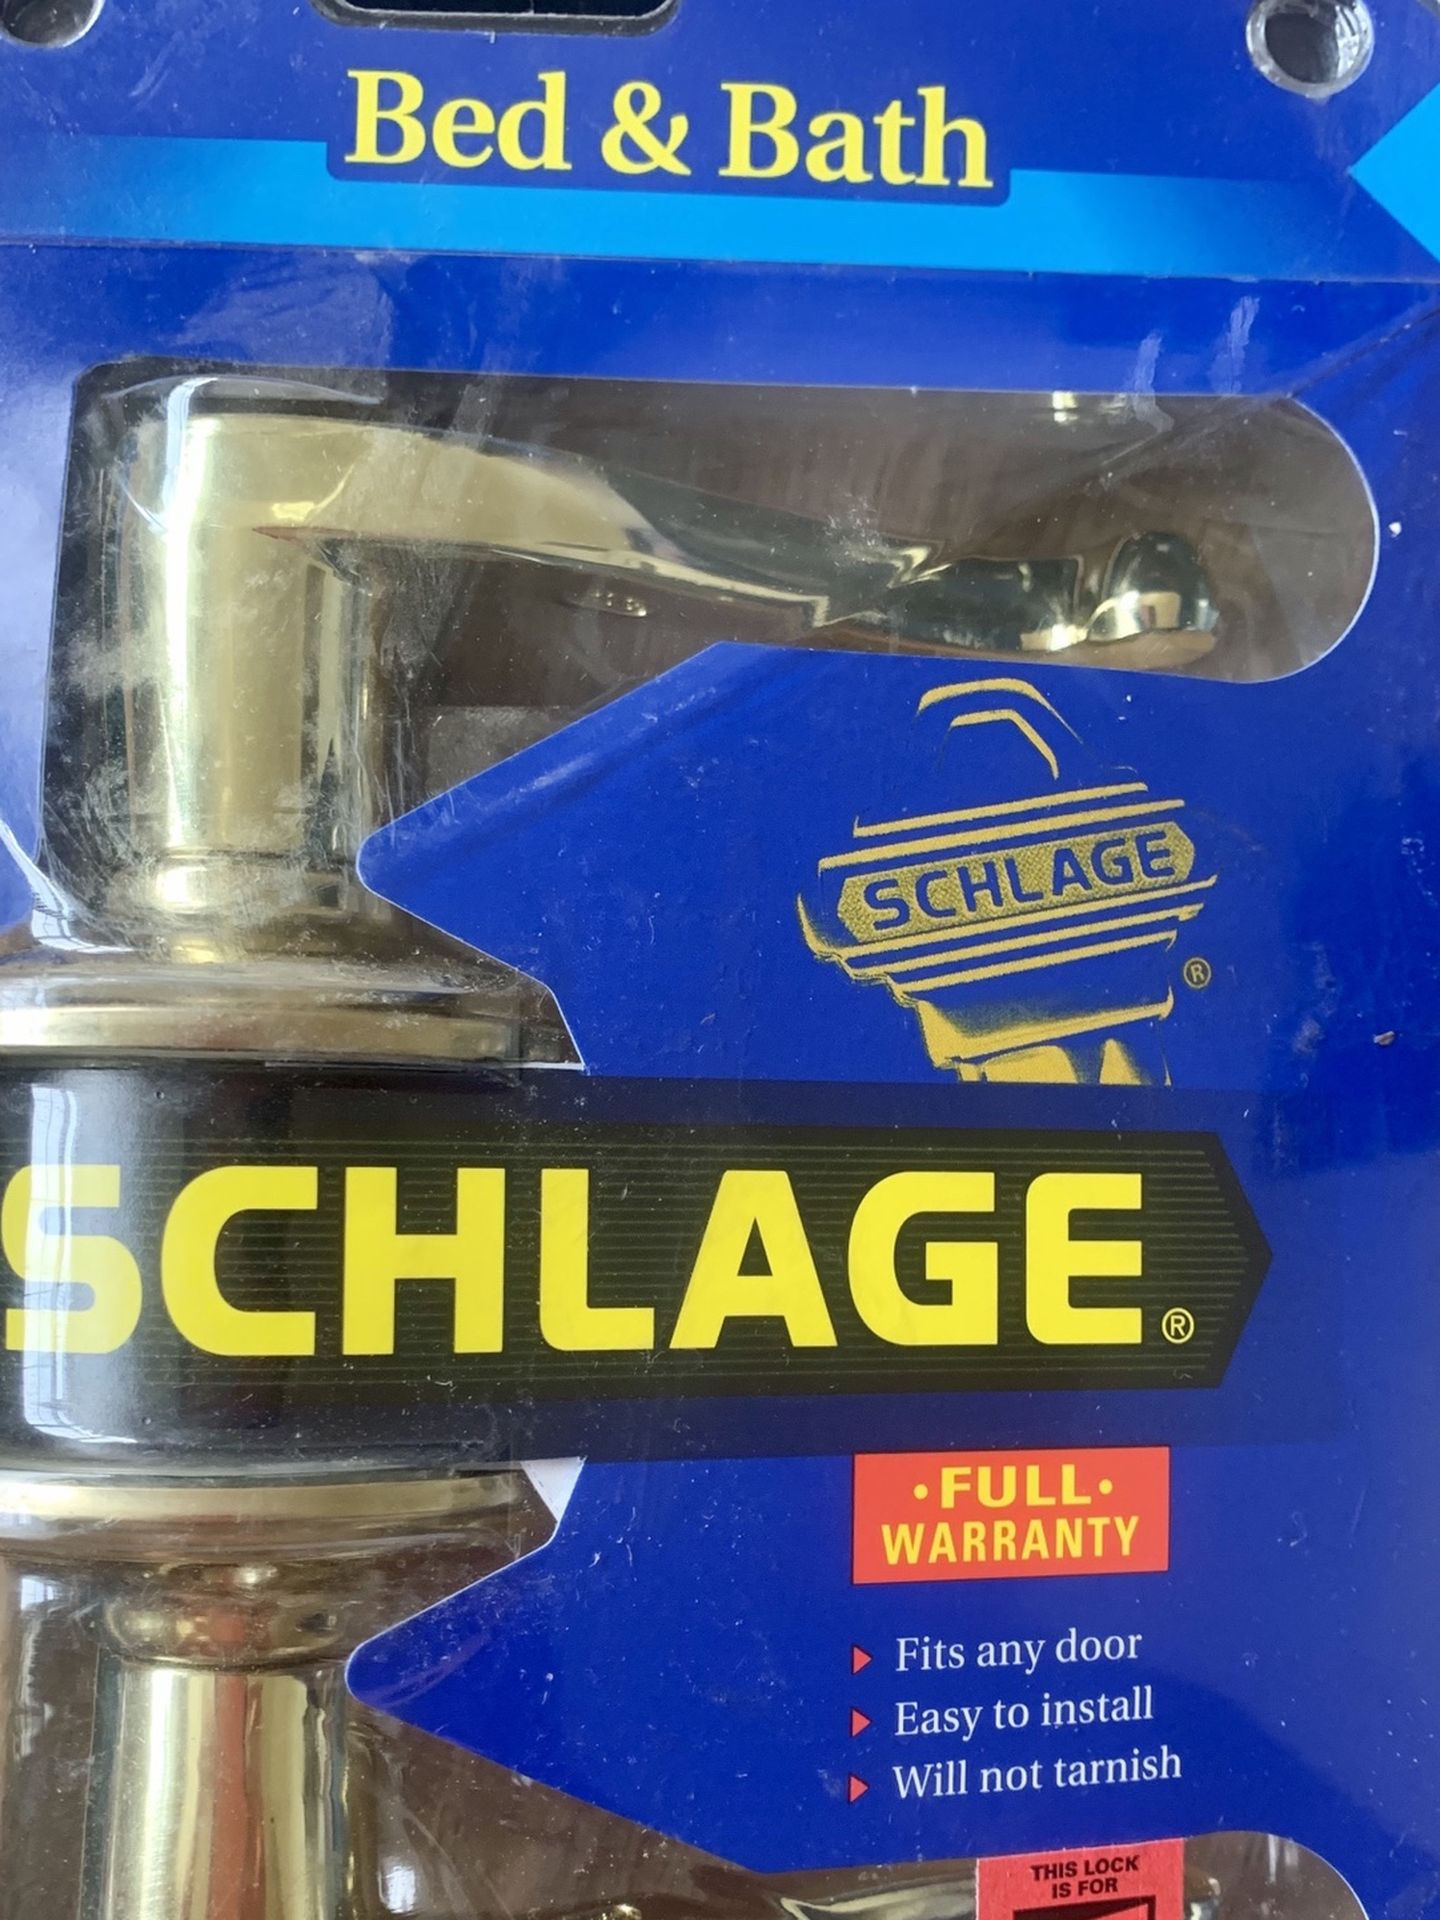 Bed & Bath
SCHLAGE
®
SCHLAGE®
•FULL•
WARRANTY
Fits any door
Easy to install
Will not tarnish
THIS LOCK
IS FOR